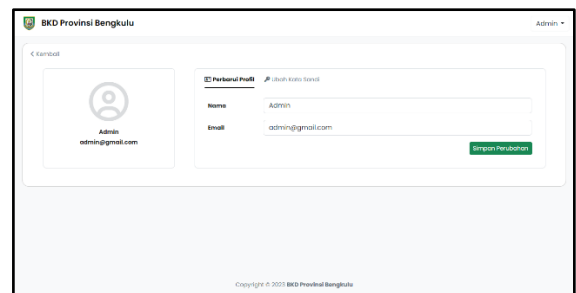 BKD Provinsi Bengkulu
Admin
< Kembali
Admin
admin@gmail.com
Perbarui Profil
Ubah Kata Sandi
Nama
Admin
Email
admin@gmail.com
Simpan Perubahan
Copyright © 2023 BKD Provinsi Bengkulu